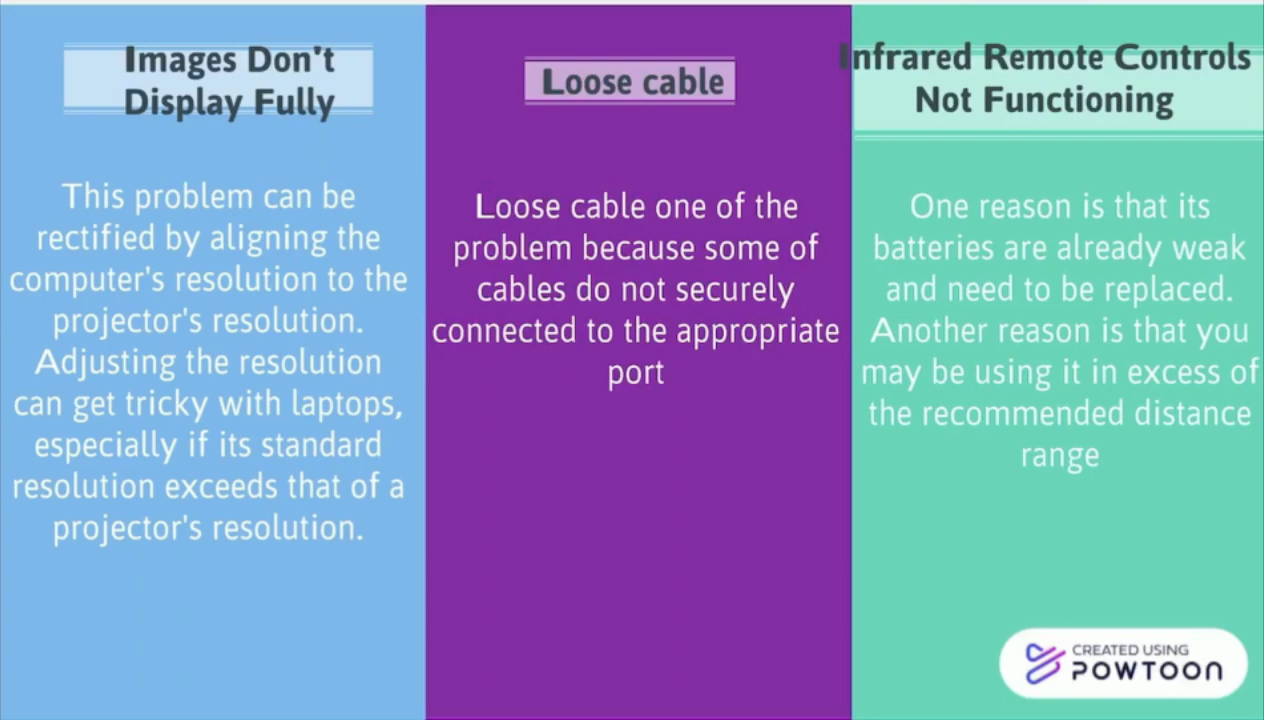 Images Don't
Display Fully
This problem can be
rectified by aligning the
computer's resolution to the
projector's resolution.
Adjusting the resolution
can get tricky with laptops,
especially if its standard
resolution exceeds that of a
projector's resolution.
Loose cable
Loose cable one of the
problem because some of
cables do not securely
connected to the appropriate
port
Infrared Remote Controls
Not Functioning
One reason is that its
batteries are already weak
and need to be replaced.
Another reason is that you
may be using it in excess of
the recommended distance
range
CREATED USING
POWTOON